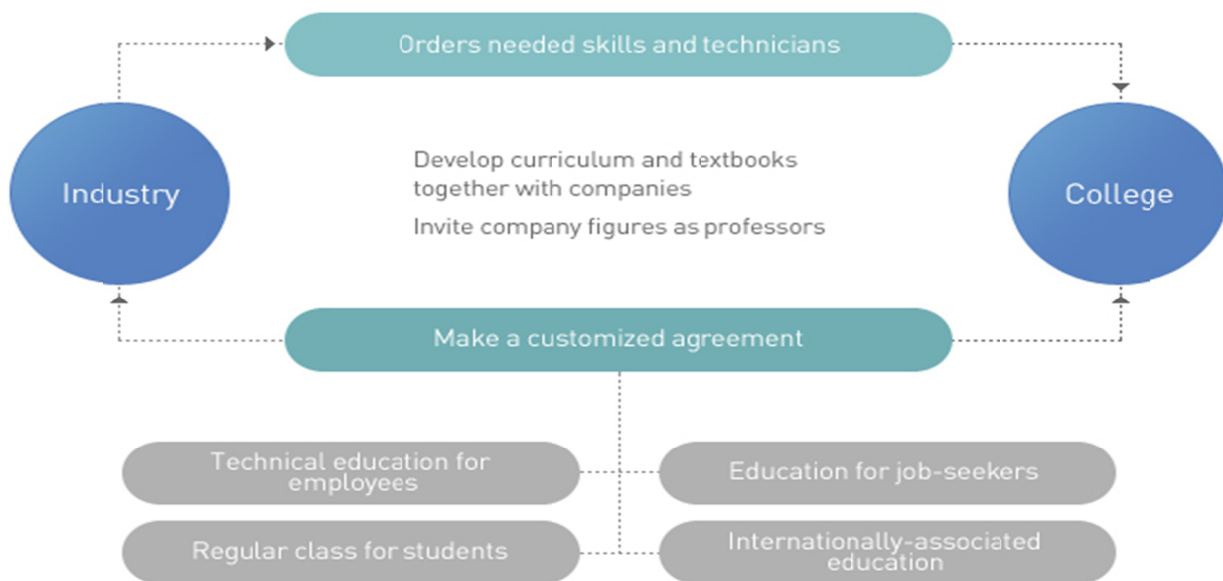 Orders needed skills and technicians
Industry
Develop curriculum and textbooks
together with companies
Invite company figures as professors
College
Make a customized agreement
Technical education for
employees
Education for job-seekers
Regular class for students
Internationally-associated
education